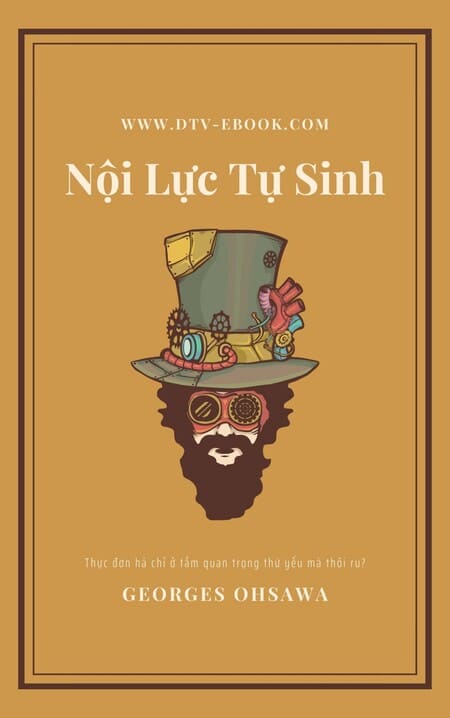 WWW.DTV-EBOOK.COM
Nội Lực Tự Sinh
Thực đơn há chỉ ở tầm quan trọng thứ yếu mà thôi ru?
GEORGES OHSAWA